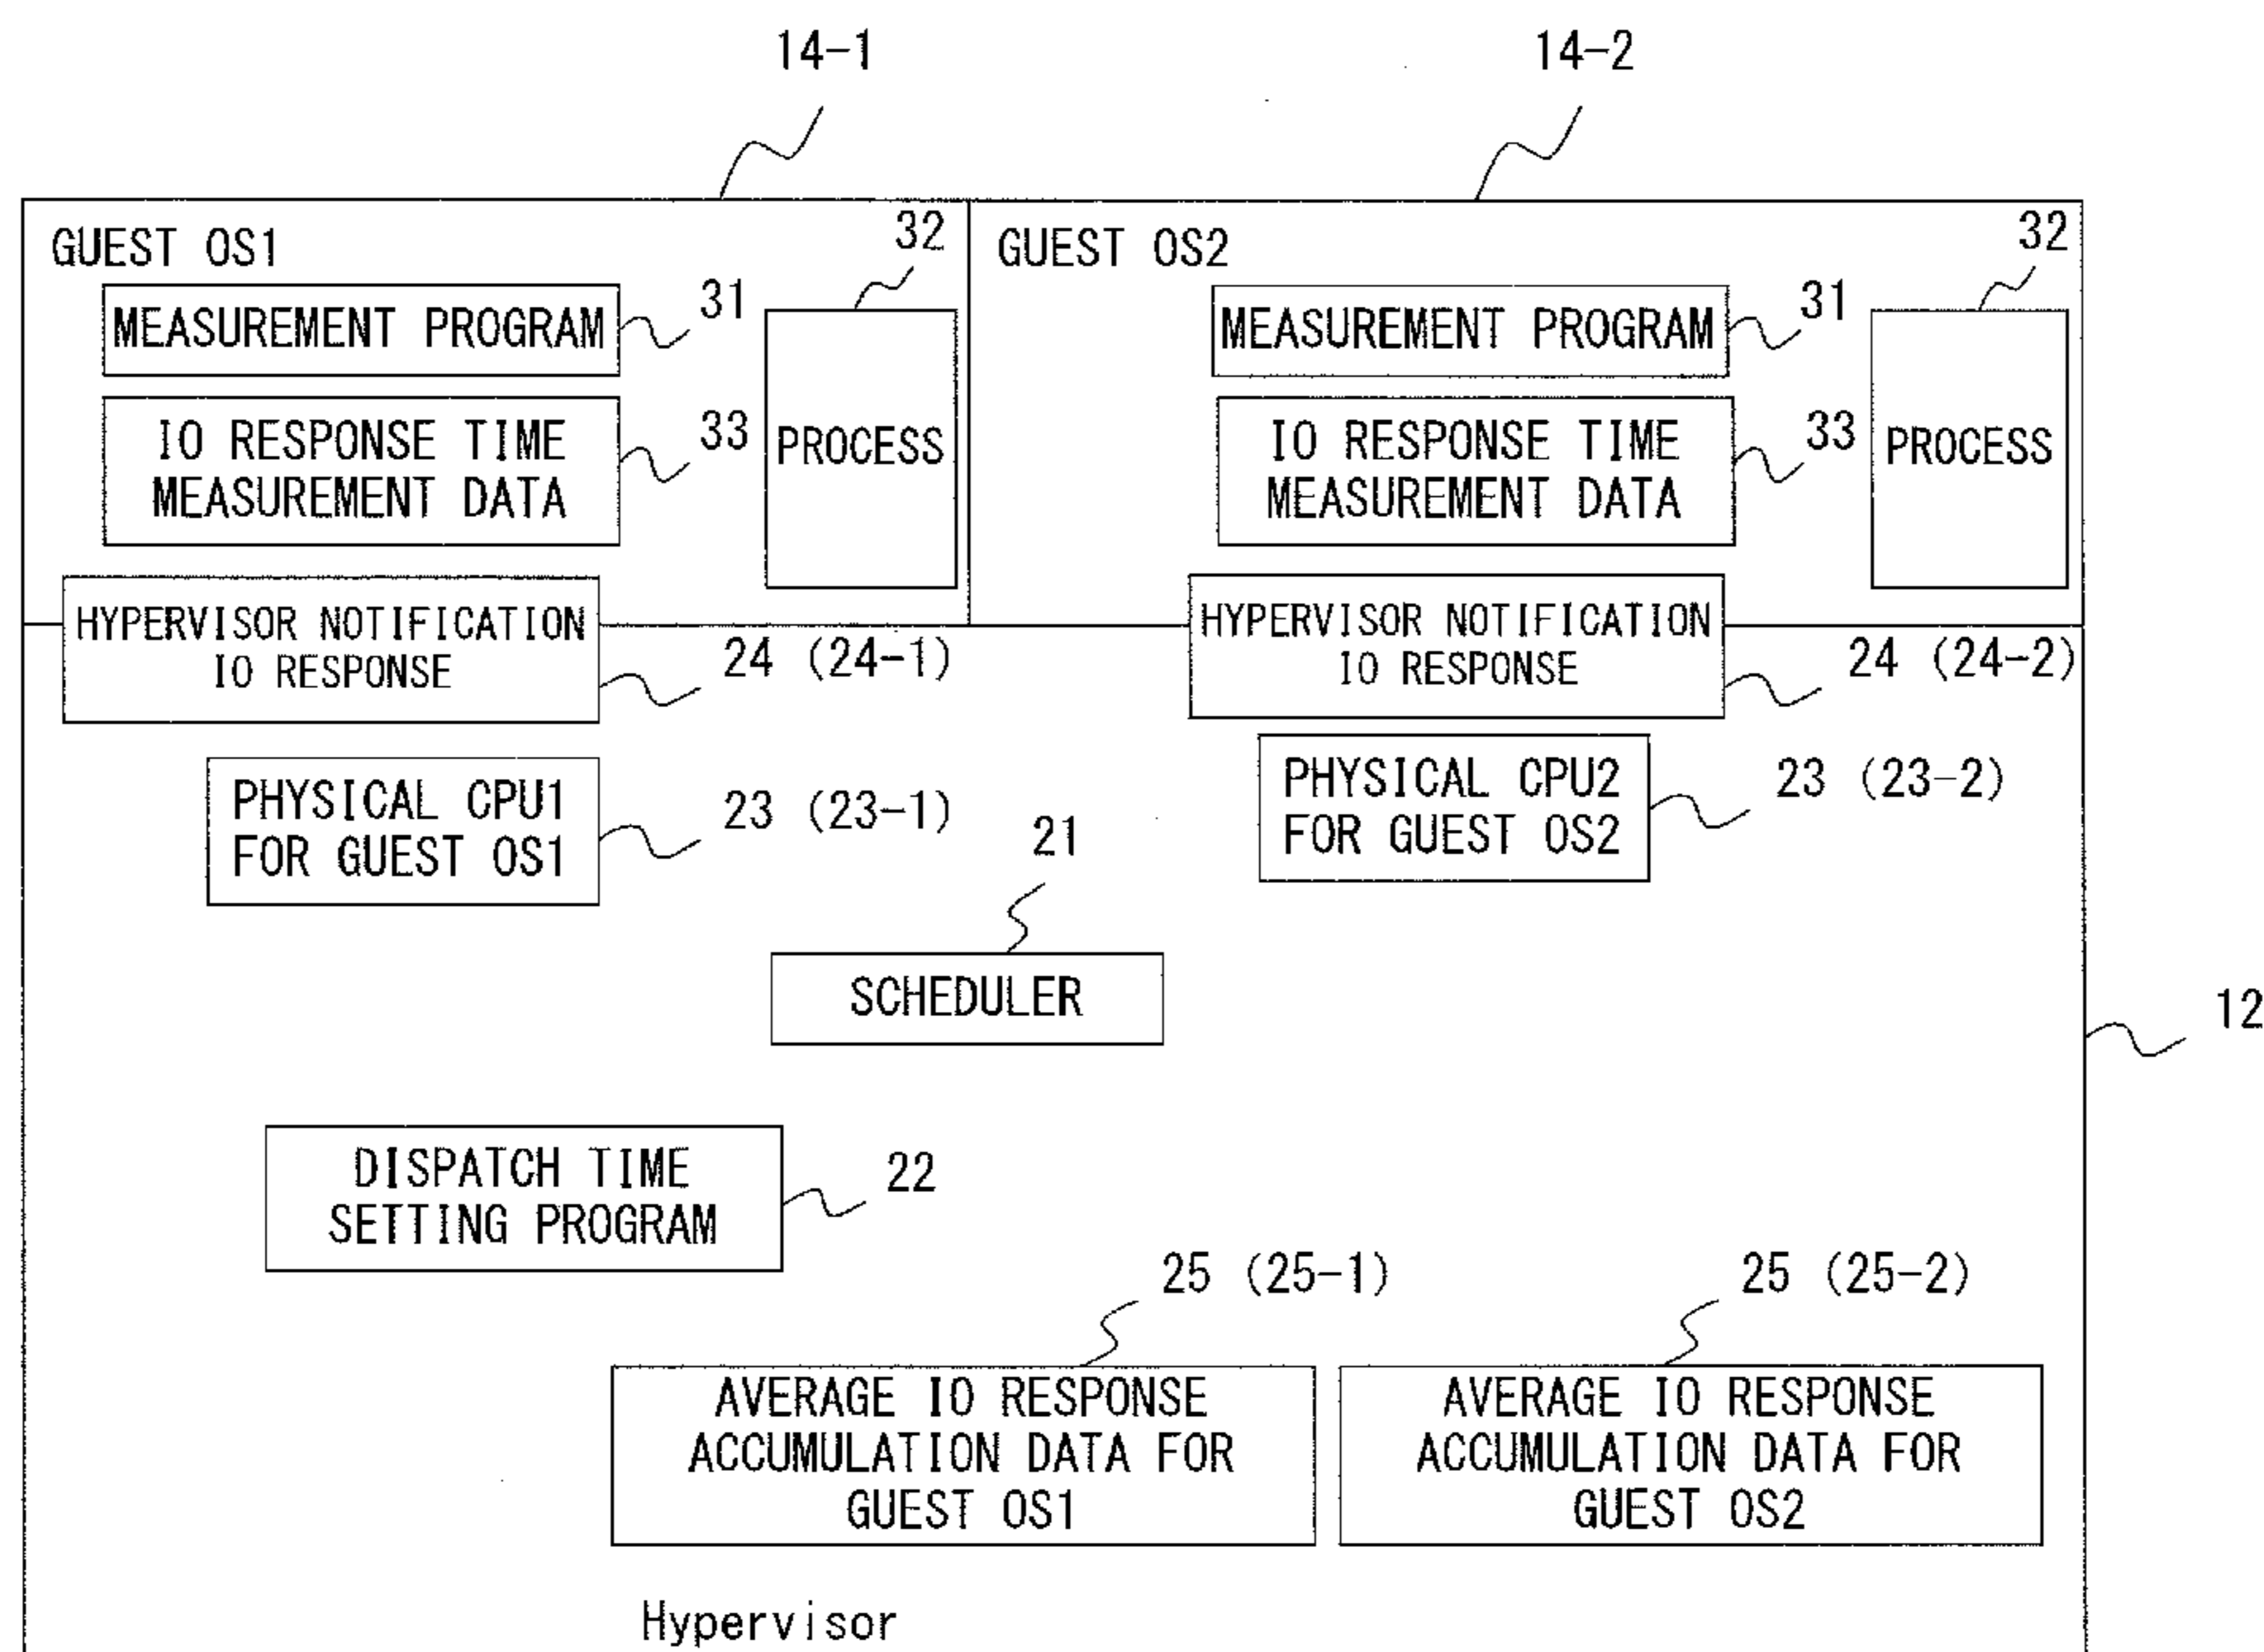 14-1
14-2
GUEST OS1
32
MEASUREMENT PROGRAM
31
IO RESPONSE TIME
MEASUREMENT DATA
33
PROCESS
GUEST OS2
32
MEASUREMENT PROGRAM
31
IO RESPONSE TIME
MEASUREMENT DATA
33
PROCESS
HYPERVISOR NOTIFICATION
IO RESPONSE
24 (24-1)
HYPERVISOR NOTIFICATION
IO RESPONSE
24 (24-2)
PHYSICAL CPU1
FOR GUEST OS1
23 (23-1)
PHYSICAL CPU2
FOR GUEST OS2
23 (23-2)
21
SCHEDULER
12
DISPATCH TIME
SETTING PROGRAM
22
25 (25-1)
25 (25-2)
AVERAGE IO RESPONSE
ACCUMULATION DATA FOR
GUEST OS1
AVERAGE IO RESPONSE
ACCUMULATION DATA FOR
GUEST OS2
Hypervisor